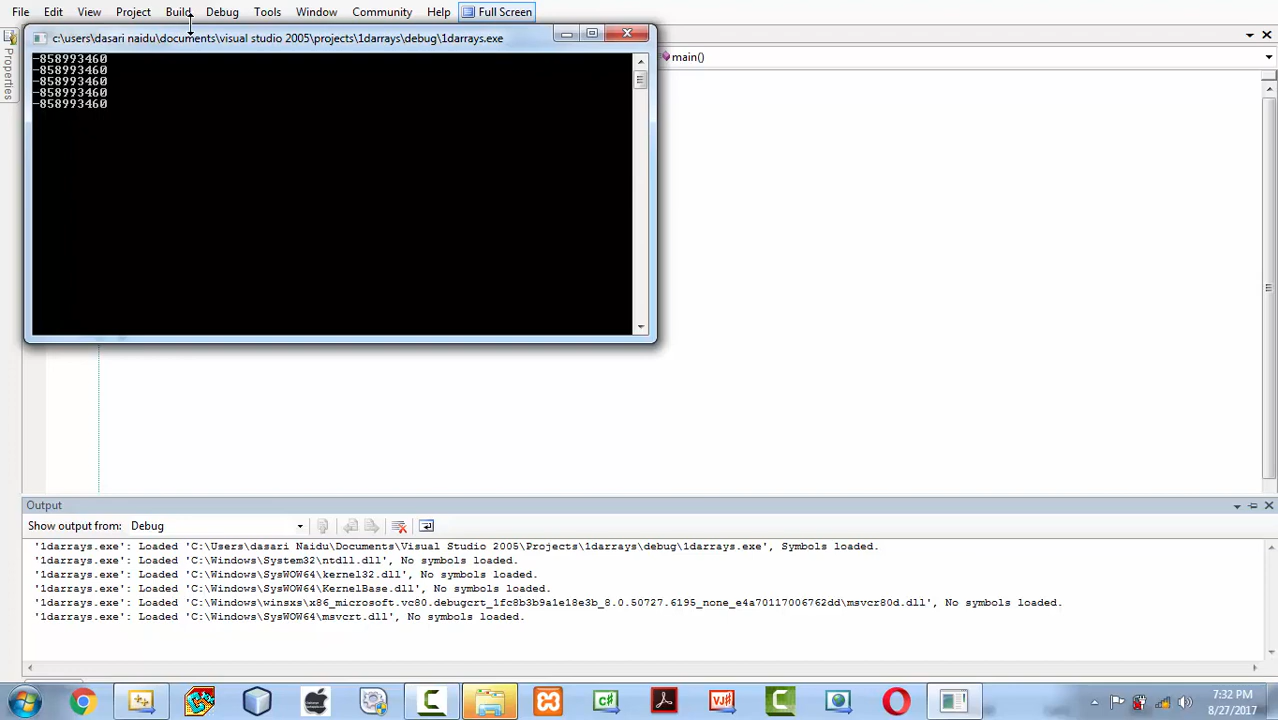 File Edit View Project Build Debug Tools Window Community Help Full Screen
c:\users\dasari naidu\documents\visual studio 2005\projects\1darrays\debug\1darrays.exe
main()
Properties
-858993460
-858993460
-858993460
-858993460
-858993460
Output
Show output from: Debug
'1darrays.exe': Loaded 'C:\Users\dasari Naidu\Documents\Visual Studio 2005\Projects\1darrays\debug\1darrays.exe', Symbols loaded.
'1darrays.exe': Loaded 'C:\Windows\System32\ntdll.dll', No symbols loaded.
'1darrays.exe': Loaded 'C:\Windows\SysWOW64\kernel32.dll', No symbols loaded.
'1darrays.exe': Loaded 'C:\Windows\SysWOW64\KernelBase.dll', No symbols loaded.
'1darrays.exe': Loaded 'C:\Windows\winsxs\x86_microsoft.vc80.debugcrt_1fc8b3b9a1e18e3b_8.0.50727.6195_none_e4a70117006762dd\msvcr80d.dll', No symbols loaded.
'1darrays.exe': Loaded 'C:\Windows\SysWOW64\msvcrt.dll', No symbols loaded.
7:32 PM
8/27/2017